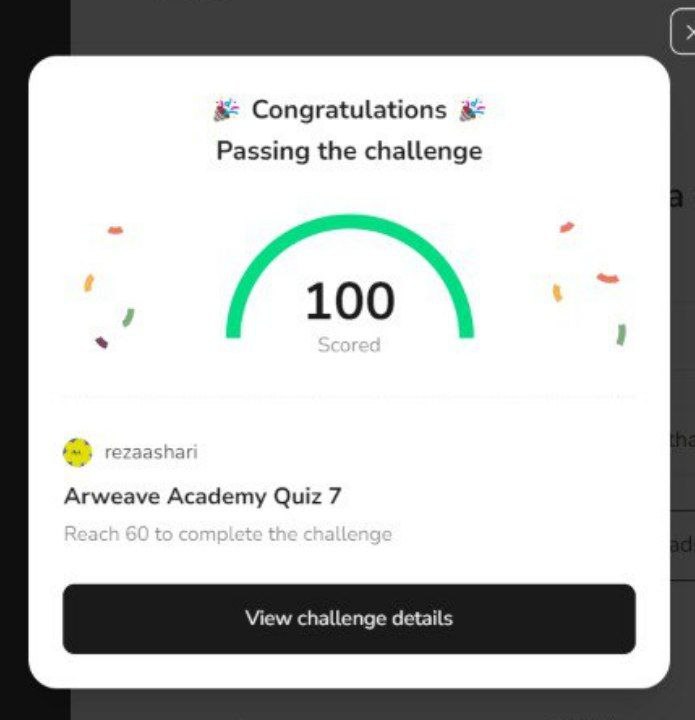 🎉 Congratulations 🎉
Passing the challenge
100
Scored
rezaashari
Arweave Academy Quiz 7
Reach 60 to complete the challenge
View challenge details